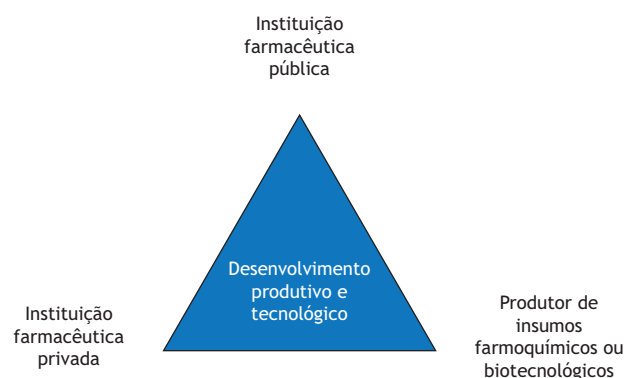 Instituição
farmacêutica
pública
Desenvolvimento
produtivo e
tecnológico
Instituição
farmacêutica
privada
Produtor de
insumos
farmoquímicos ou
biotecnológicos